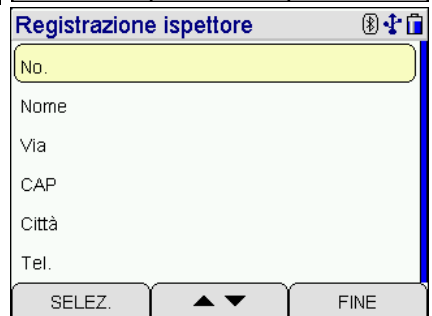 Registrazione ispettore
No.
Nome
Via
CAP
Città
Tel.
SELEZ. ▲ ▼ FINE